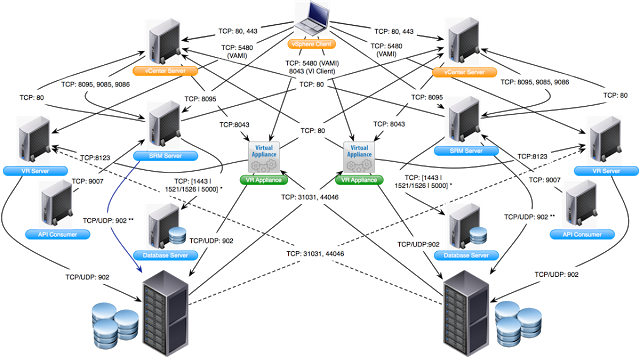 TCP: 80, 443
TCP: 80, 443
vSphere Client
TCP: 5480
(VAMI)
TCP: 5480
(VAMI)
TCP: 5480 (VAMI)
8043 (VI Client)
vCenter Server
vCenter Server
TCP: 8095, 9085, 9086
TCP: 80
TCP: 8095, 9085, 9086
TCP: 80
TCP: 8095
TCP: 8095
TCP: 80
TCP:8043
TCP: 8043
TCP: 80
Virtual
Appliance
Virtual
Appliance
VR Server
TCP:8123
SRM Server
VR Appliance
VR Appliance
SRM Server
TCP:8123
VR Server
TCP: 9007
TCP: [1443 |
1521/1526 | 5000] *
TCP: [1443 |
1521/1526 | 5000] *
TCP: 9007
TCP: 31031, 44046
TCP/UDP: 902 **
TCP/UDP: 902 **
API Consumer
API Consumer
TCP/UDP: 902
TCP/UDP:902
Database Server
Database Server
TCP: 31031, 44046
TCP/UDP: 902
TCP/UDP: 902